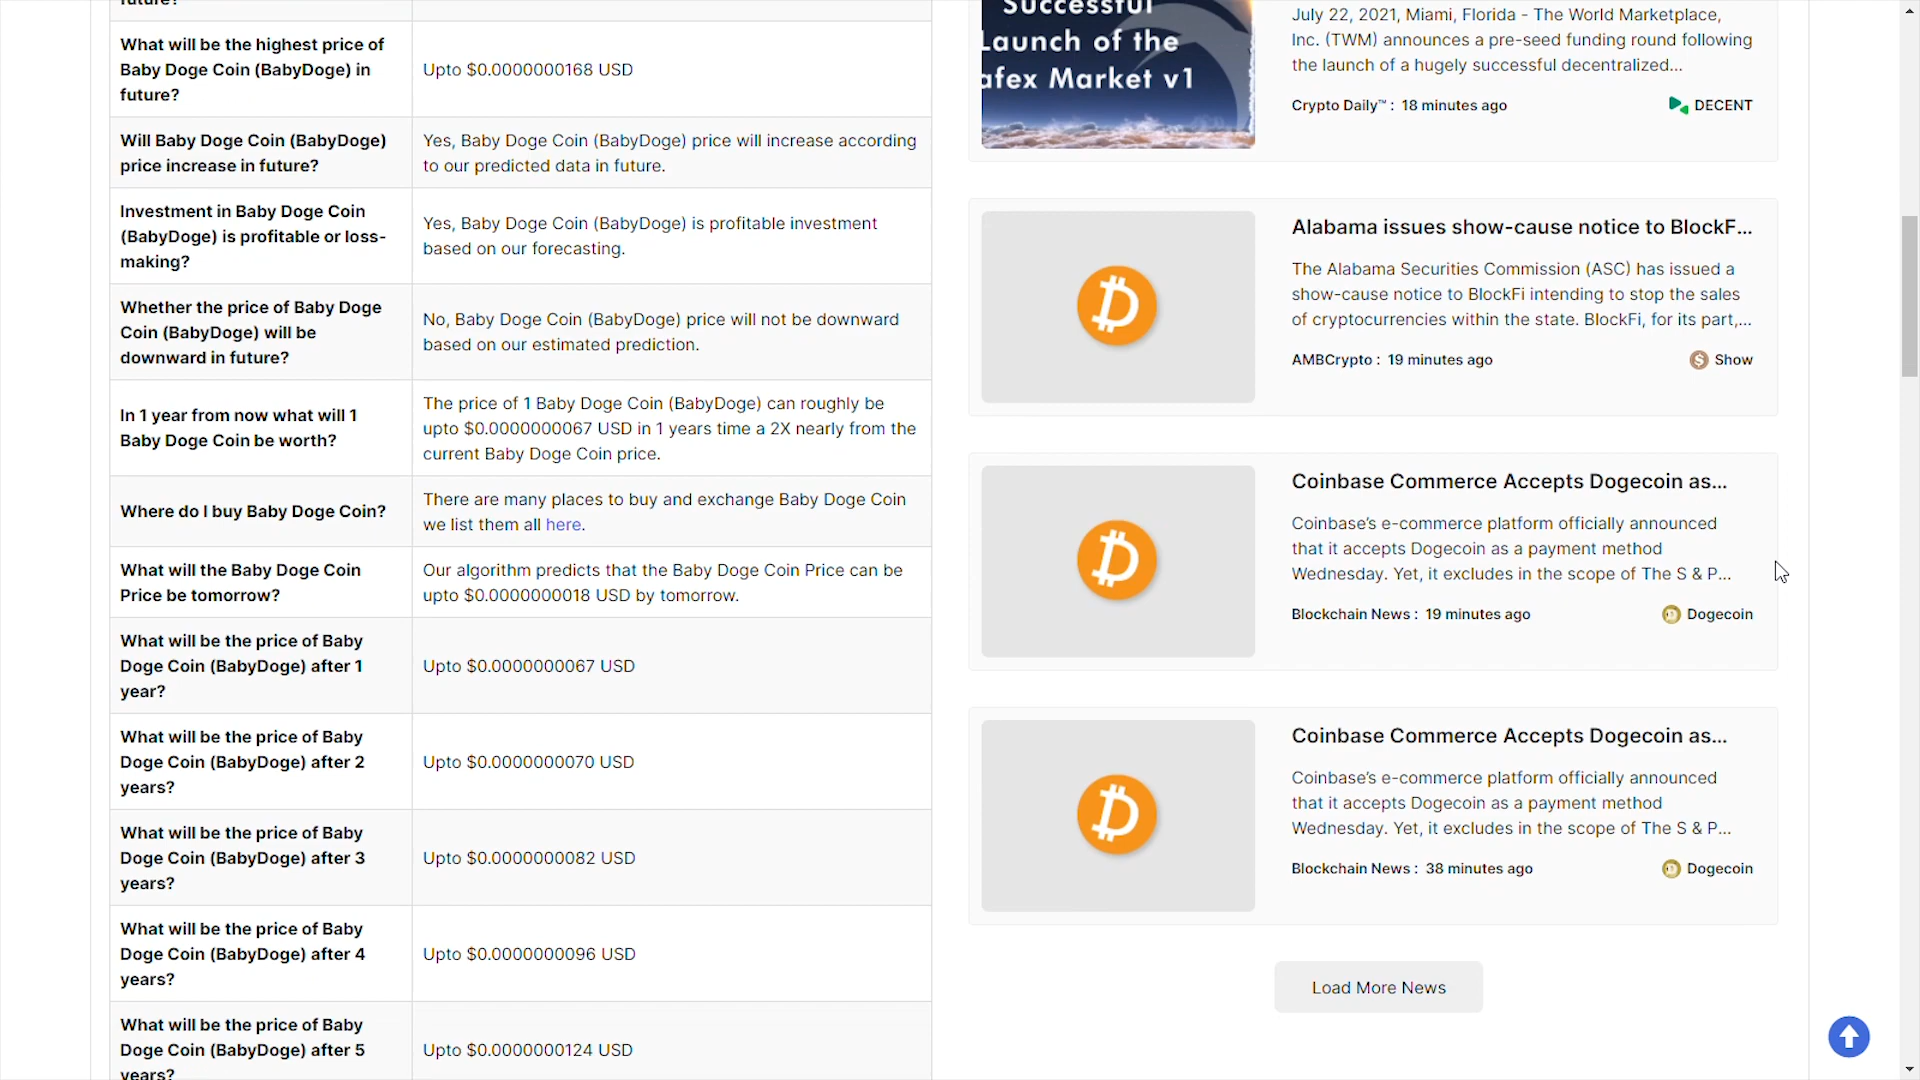 future?
What will be the highest price of
Baby Doge Coin (BabyDoge) in
future?
Upto $0.0000000168 USD
Will Baby Doge Coin (BabyDoge)
price increase in future?
Yes, Baby Doge Coin (BabyDoge) price will increase according
to our predicted data in future.
Investment in Baby Doge Coin
(BabyDoge) is profitable or loss-
making?
Yes, Baby Doge Coin (BabyDoge) is profitable investment
based on our forecasting.
Whether the price of Baby Doge
Coin (BabyDoge) will be
downward in future?
No, Baby Doge Coin (BabyDoge) price will not be downward
based on our estimated prediction.
In 1 year from now what will 1
Baby Doge Coin be worth?
The price of 1 Baby Doge Coin (BabyDoge) can roughly be
upto $0.0000000067 USD in 1 years time a 2X nearly from the
current Baby Doge Coin price.
Where do I buy Baby Doge Coin?
There are many places to buy and exchange Baby Doge Coin
we list them all here.
What will the Baby Doge Coin
Price be tomorrow?
Our algorithm predicts that the Baby Doge Coin Price can be
upto $0.0000000018 USD by tomorrow.
What will be the price of Baby
Doge Coin (BabyDoge) after 1
year?
Upto $0.0000000067 USD
What will be the price of Baby
Doge Coin (BabyDoge) after 2
years?
Upto $0.0000000070 USD
What will be the price of Baby
Doge Coin (BabyDoge) after 3
years?
Upto $0.0000000082 USD
What will be the price of Baby
Doge Coin (BabyDoge) after 4
years?
Upto $0.0000000096 USD
What will be the price of Baby
Doge Coin (BabyDoge) after 5
years?
Upto $0.0000000124 USD
Successful
Launch of the
afex Market v1
July 22, 2021, Miami, Florida - The World Marketplace,
Inc. (TWM) announces a pre-seed funding round following
the launch of a hugely successful decentralized...
Crypto Daily™ : 18 minutes ago
DECENT
Alabama issues show-cause notice to BlockF...
The Alabama Securities Commission (ASC) has issued a
show-cause notice to BlockFi intending to stop the sales
of cryptocurrencies within the state. BlockFi, for its part,...
AMBCrypto : 19 minutes ago
Show
Coinbase Commerce Accepts Dogecoin as...
Coinbase’s e-commerce platform officially announced
that it accepts Dogecoin as a payment method
Wednesday. Yet, it excludes in the scope of The S & P...
Blockchain News : 19 minutes ago
Dogecoin
Coinbase Commerce Accepts Dogecoin as...
Coinbase’s e-commerce platform officially announced
that it accepts Dogecoin as a payment method
Wednesday. Yet, it excludes in the scope of The S & P...
Blockchain News : 38 minutes ago
Dogecoin
Load More News